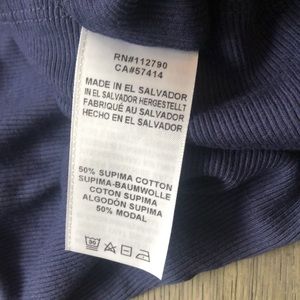 RN#112790
CA#57414
MADE IN EL SALVADOR
IN EL SALVADOR HERGESTELLT
FABRIQUÉ AU SALVADOR
HECHO EN EL SALVADOR
50% SUPIMA COTTON
SUPIMA-BAUMWOLLE
COTON SUPIMA
ALGODÓN SUPIMA
50% MODAL
30